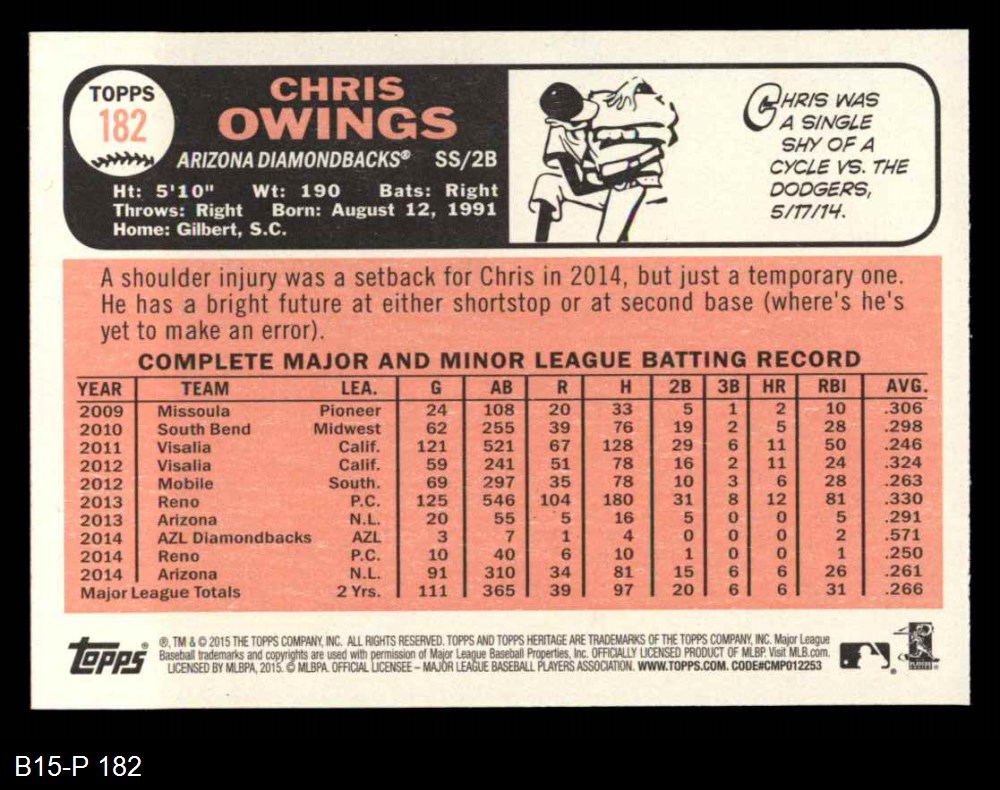 TOPPS
182
CHRIS
OWINGS
ARIZONA DIAMONDBACKS® SS/2B
Ht: 5'10" Wt: 190 Bats: Right
Throws: Right Born: August 12, 1991
Home: Gilbert, S.C.
CHRIS WAS
A SINGLE
SHY OF A
CYCLE VS. THE
DODGERS,
5/17/14.
A shoulder injury was a setback for Chris in 2014, but just a temporary one.
He has a bright future at either shortstop or at second base (where's he's
yet to make an error).
COMPLETE MAJOR AND MINOR LEAGUE BATTING RECORD
YEAR TEAM LEA. G AB R H 2B 3B HR RBI AVG.
2009 Missoula Pioneer 24 108 20 33 5 1 2 10 .306
2010 South Bend Midwest 62 255 39 76 19 2 5 28 .298
2011 Visalia Calif. 121 521 67 128 29 6 11 50 .246
2012 Visalia Calif. 59 241 51 78 16 2 11 24 .324
2012 Mobile South. 69 297 35 78 10 3 6 28 .263
2013 Reno P.C. 125 546 104 180 31 8 12 81 .330
2013 Arizona N.L. 20 55 5 16 5 0 0 5 .291
2014 AZL Diamondbacks AZL 3 7 1 4 0 0 0 2 .571
2014 Reno P.C. 10 40 6 10 1 0 0 1 .250
2014 Arizona N.L. 91 310 34 81 15 6 6 26 .261
Major League Totals 2 Yrs. 111 365 39 97 20 6 6 31 .266
Topps®
®, TM & © 2015 THE TOPPS COMPANY, INC. ALL RIGHTS RESERVED. TOPPS AND TOPPS HERITAGE ARE TRADEMARKS OF THE TOPPS COMPANY, INC. Major League
Baseball trademarks and copyrights are used with permission of Major League Baseball Properties, Inc. OFFICIALLY LICENSED PRODUCT OF MLBP. Visit MLB.com.
LICENSED BY MLBPA, 2015. © MLBPA. OFFICIAL LICENSEE – MAJOR LEAGUE BASEBALL PLAYERS ASSOCIATION. WWW.TOPPS.COM. CODE#CMP012253
B15-P 182